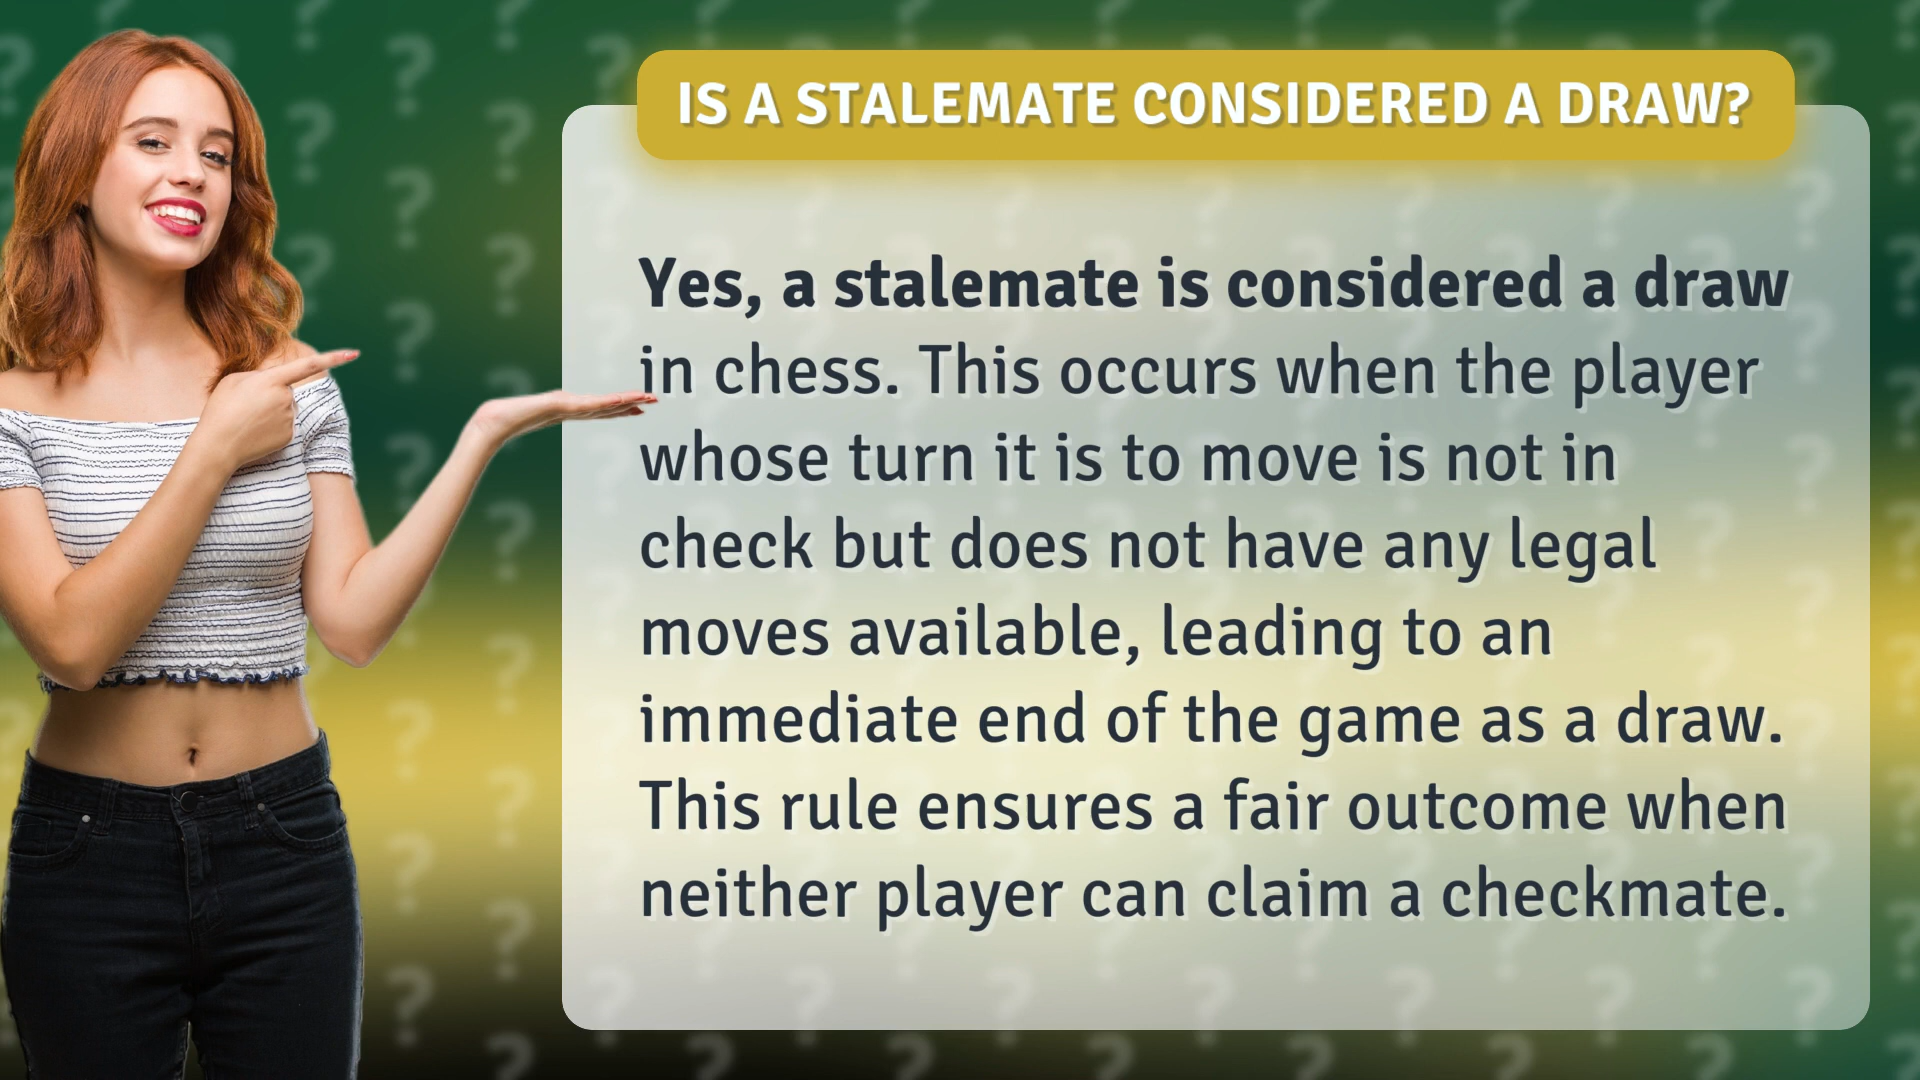 IS A STALEMATE CONSIDERED A DRAW?
Yes, a stalemate is considered a draw
in chess. This occurs when the player
whose turn it is to move is not in
check but does not have any legal
moves available, leading to an
immediate end of the game as a draw.
This rule ensures a fair outcome when
neither player can claim a checkmate.